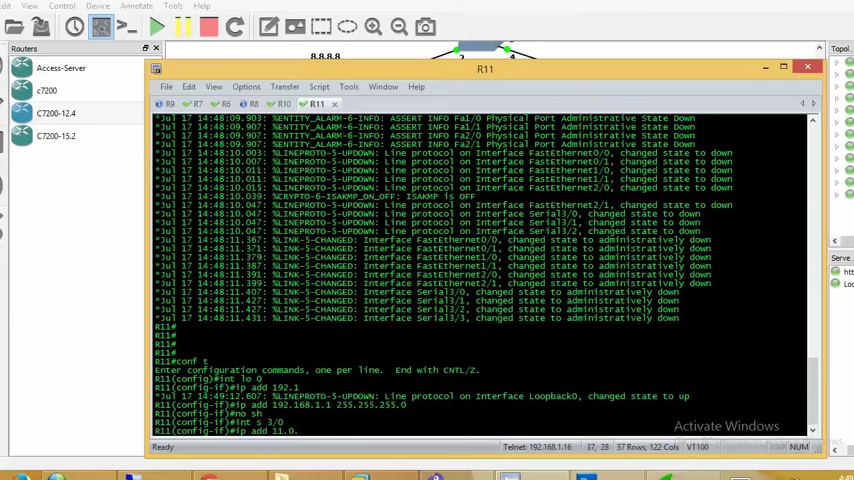 Edit View Control Device Annotate Tools Help
Routers
Access-Server
c7200
C7200-12.4
C7200-15.2
8.8.8.8
2 4
Topol
Serve
htt
Loc
R11
File Edit View Options Transfer Script Tools Window Help
R9 R7 R6 R8 R10 R11
*Jul 17 14:48:09.903: %ENTITY_ALARM-6-INFO: ASSERT INFO Fa1/0 Physical Port Administrative State Down
*Jul 17 14:48:09.907: %ENTITY_ALARM-6-INFO: ASSERT INFO Fa1/1 Physical Port Administrative State Down
*Jul 17 14:48:09.907: %ENTITY_ALARM-6-INFO: ASSERT INFO Fa2/0 Physical Port Administrative State Down
*Jul 17 14:48:09.907: %ENTITY_ALARM-6-INFO: ASSERT INFO Fa2/1 Physical Port Administrative State Down
*Jul 17 14:48:10.003: %LINEPROTO-5-UPDOWN: Line protocol on Interface FastEthernet0/0, changed state to down
*Jul 17 14:48:10.007: %LINEPROTO-5-UPDOWN: Line protocol on Interface FastEthernet0/1, changed state to down
*Jul 17 14:48:10.011: %LINEPROTO-5-UPDOWN: Line protocol on Interface FastEthernet1/0, changed state to down
*Jul 17 14:48:10.011: %LINEPROTO-5-UPDOWN: Line protocol on Interface FastEthernet1/1, changed state to down
*Jul 17 14:48:10.015: %LINEPROTO-5-UPDOWN: Line protocol on Interface FastEthernet2/0, changed state to down
*Jul 17 14:48:10.039: %CRYPTO-6-ISAKMP_ON_OFF: ISAKMP is OFF
*Jul 17 14:48:10.047: %LINEPROTO-5-UPDOWN: Line protocol on Interface FastEthernet2/1, changed state to down
*Jul 17 14:48:10.047: %LINEPROTO-5-UPDOWN: Line protocol on Interface Serial3/0, changed state to down
*Jul 17 14:48:10.047: %LINEPROTO-5-UPDOWN: Line protocol on Interface Serial3/1, changed state to down
*Jul 17 14:48:10.047: %LINEPROTO-5-UPDOWN: Line protocol on Interface Serial3/2, changed state to down
*Jul 17 14:48:11.367: %LINK-5-CHANGED: Interface FastEthernet0/0, changed state to administratively down
*Jul 17 14:48:11.371: %LINK-5-CHANGED: Interface FastEthernet0/1, changed state to administratively down
*Jul 17 14:48:11.379: %LINK-5-CHANGED: Interface FastEthernet1/0, changed state to administratively down
*Jul 17 14:48:11.387: %LINK-5-CHANGED: Interface FastEthernet1/1, changed state to administratively down
*Jul 17 14:48:11.391: %LINK-5-CHANGED: Interface FastEthernet2/0, changed state to administratively down
*Jul 17 14:48:11.399: %LINK-5-CHANGED: Interface FastEthernet2/1, changed state to administratively down
*Jul 17 14:48:11.407: %LINK-5-CHANGED: Interface Serial3/0, changed state to administratively down
*Jul 17 14:48:11.427: %LINK-5-CHANGED: Interface Serial3/1, changed state to administratively down
*Jul 17 14:48:11.427: %LINK-5-CHANGED: Interface Serial3/2, changed state to administratively down
*Jul 17 14:48:11.431: %LINK-5-CHANGED: Interface Serial3/3, changed state to administratively down
R11#
R11#
R11#
R11#
R11#conf t
Enter configuration commands, one per line.  End with CNTL/Z.
R11(config)#int lo 0
R11(config-if)#ip add 192.1
*Jul 17 14:49:12.607: %LINEPROTO-5-UPDOWN: Line protocol on Interface Loopback0, changed state to up
R11(config-if)#ip add 192.168.1.1 255.255.255.0
R11(config-if)#no sh
R11(config-if)#int s 3/0
R11(config-if)#ip add 11.0.
Activate Windows
Ready Telnet: 192.168.1.16 37, 28 37 Rows, 122 Cols VT100 NUM